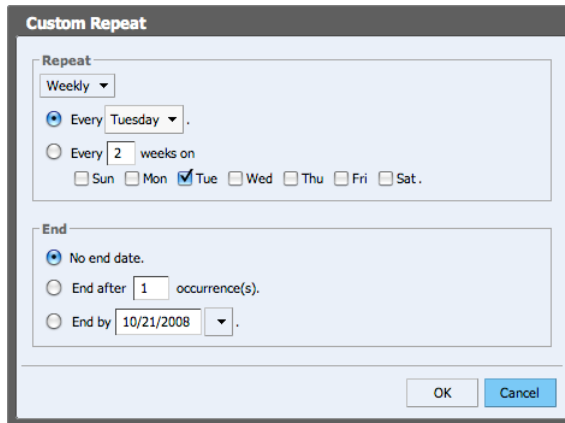 Custom Repeat
Repeat
Weekly
Every Tuesday .
Every 2 weeks on
Sun Mon Tue Wed Thu Fri Sat.
End
No end date.
End after 1 occurrence(s).
End by 10/21/2008 .
OK Cancel